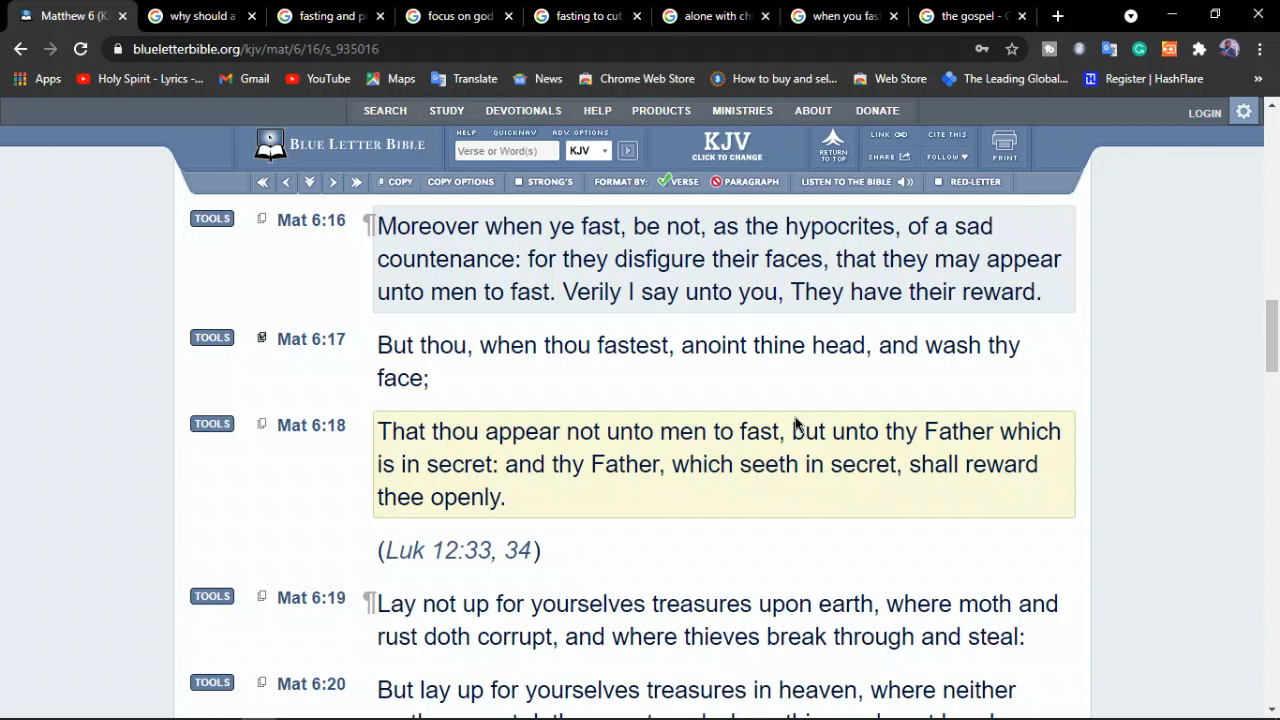 Matthew 6 (K
why should a
fasting and p
focus on god
fasting to cut
alone with ch
when you fas
the gospel - G
blueletterbible.org/kjv/mat/6/16/s_935016
Apps
Holy Spirit - Lyrics -...
Gmail
YouTube
Maps
Translate
News
Chrome Web Store
How to buy and sel...
Web Store
The Leading Global...
Register | HashFlare
»
SEARCH STUDY DEVOTIONALS HELP PRODUCTS MINISTRIES ABOUT DONATE
LOGIN
BLUE LETTER BIBLE
HELP QUICKNAV ADV. OPTIONS
Verse or Word(s)
KJV
KJV
CLICK TO CHANGE
RETURN
TO TOP
LINK
CITE THIS
SHARE
FOLLOW
PRINT
COPY COPY OPTIONS STRONG'S FORMAT BY: VERSE PARAGRAPH LISTEN TO THE BIBLE RED-LETTER
TOOLS Mat 6:16 ¶Moreover when ye fast, be not, as the hypocrites, of a sad
countenance: for they disfigure their faces, that they may appear
unto men to fast. Verily I say unto you, They have their reward.
TOOLS Mat 6:17 But thou, when thou fastest, anoint thine head, and wash thy
face;
TOOLS Mat 6:18 That thou appear not unto men to fast, but unto thy Father which
is in secret: and thy Father, which seeth in secret, shall reward
thee openly.
(Luk 12:33, 34)
TOOLS Mat 6:19 ¶Lay not up for yourselves treasures upon earth, where moth and
rust doth corrupt, and where thieves break through and steal:
TOOLS Mat 6:20 But lay up for yourselves treasures in heaven, where neither